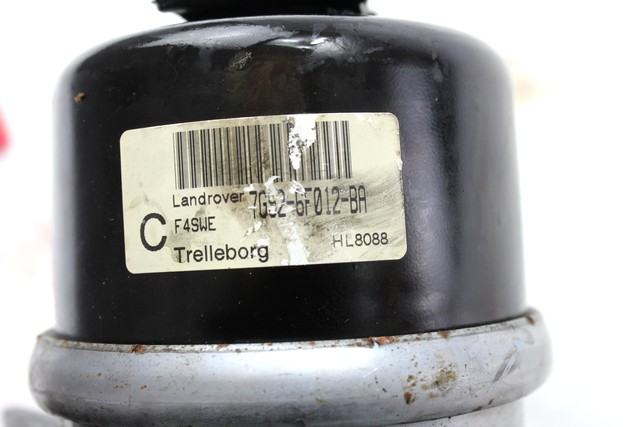 Landrover 7G92-6F012-BA
C F4SWE
Trelleborg HL8088